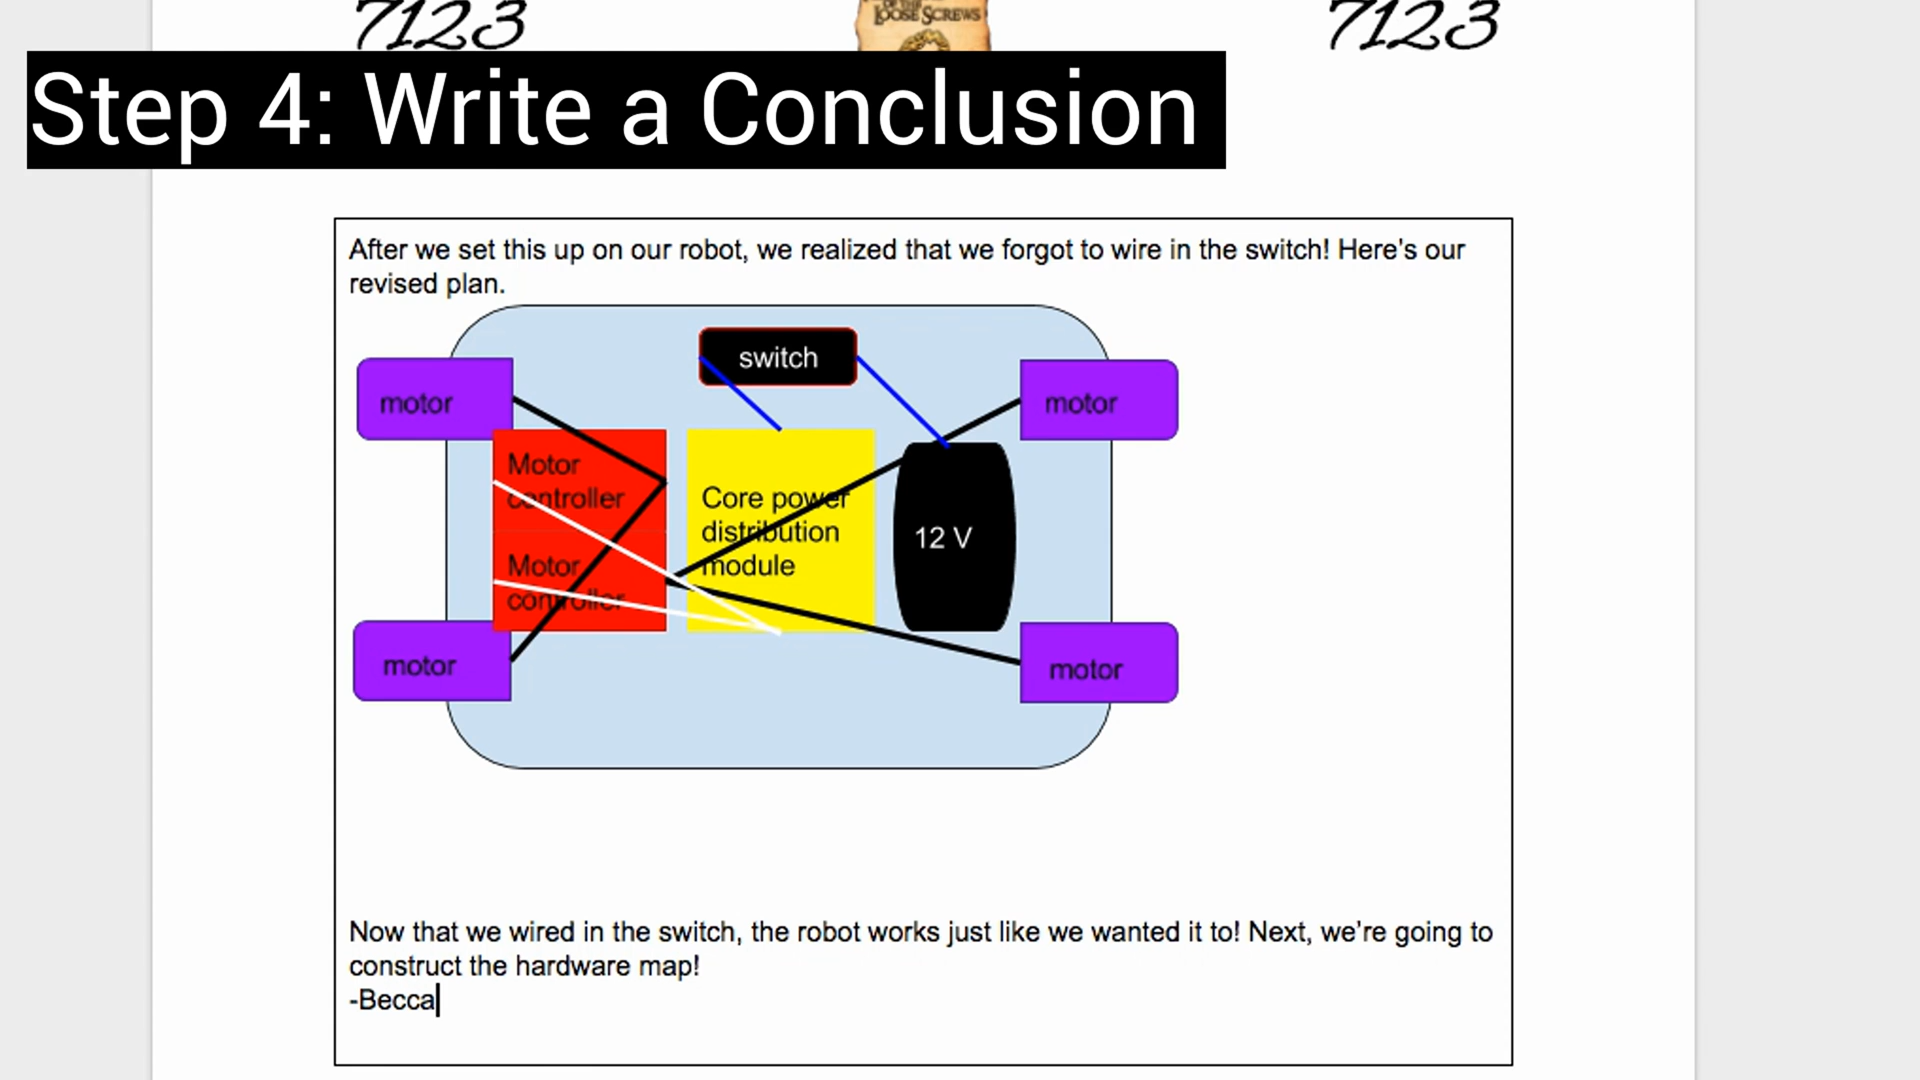 7123
LOOSE SCREWS
7123
Step 4: Write a Conclusion
After we set this up on our robot, we realized that we forgot to wire in the switch! Here's our
revised plan.
switch
motor
motor
Motor
controller
Core power
distribution
module
12 V
Motor
controller
motor
motor
Now that we wired in the switch, the robot works just like we wanted it to! Next, we're going to
construct the hardware map!
-Becca